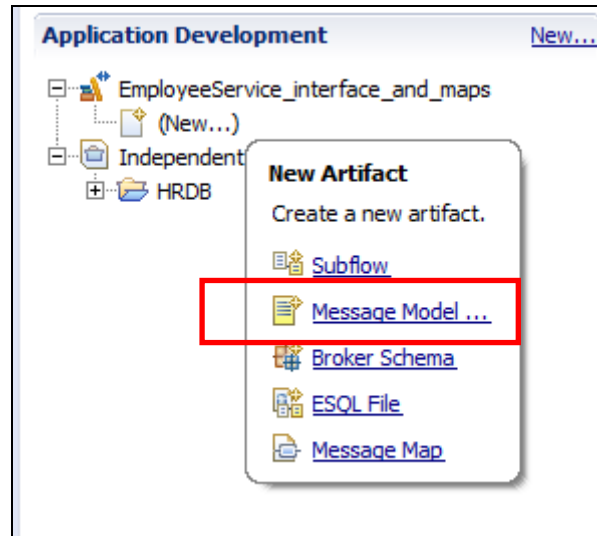 Application Development New...
EmployeeService_interface_and_maps
(New...)
Independent
HRDB
New Artifact
Create a new artifact.
Subflow
Message Model ...
Broker Schema
ESQL File
Message Map